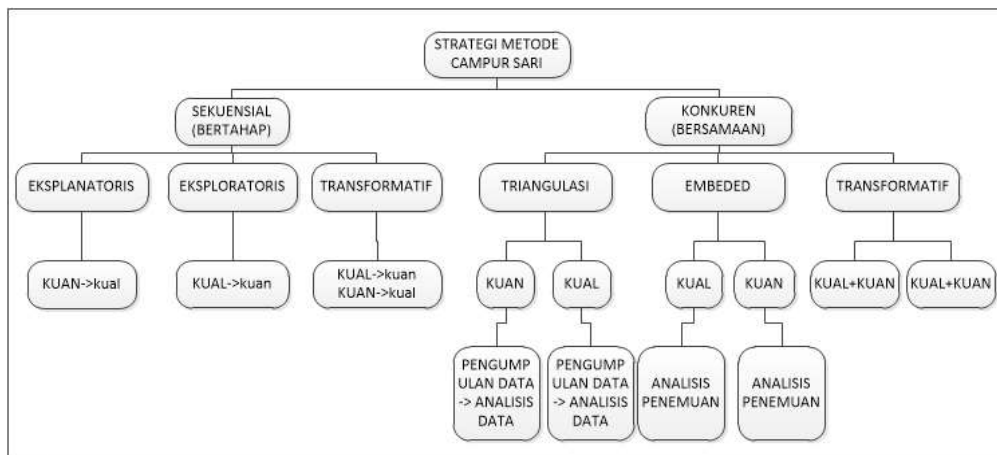 STRATEGI METODE
CAMPUR SARI
SEKUENSIAL
(BERTAHAP)
KONKUREN
(BERSAMAAN)
EKSPLANATORIS
EKSPLORATORIS
TRANSFORMATIF
TRIANGULASI
EMBEDED
TRANSFORMATIF
KUAN->kual
KUAL->kuan
KUAL->kuan
KUAN->kual
KUAN
KUAL
KUAL
KUAN
KUAL+KUAN
KUAL+KUAN
PENGUMP
ULAN DATA
-> ANALISIS
DATA
PENGUMP
ULAN DATA
-> ANALISIS
DATA
ANALISIS
PENEMUAN
ANALISIS
PENEMUAN